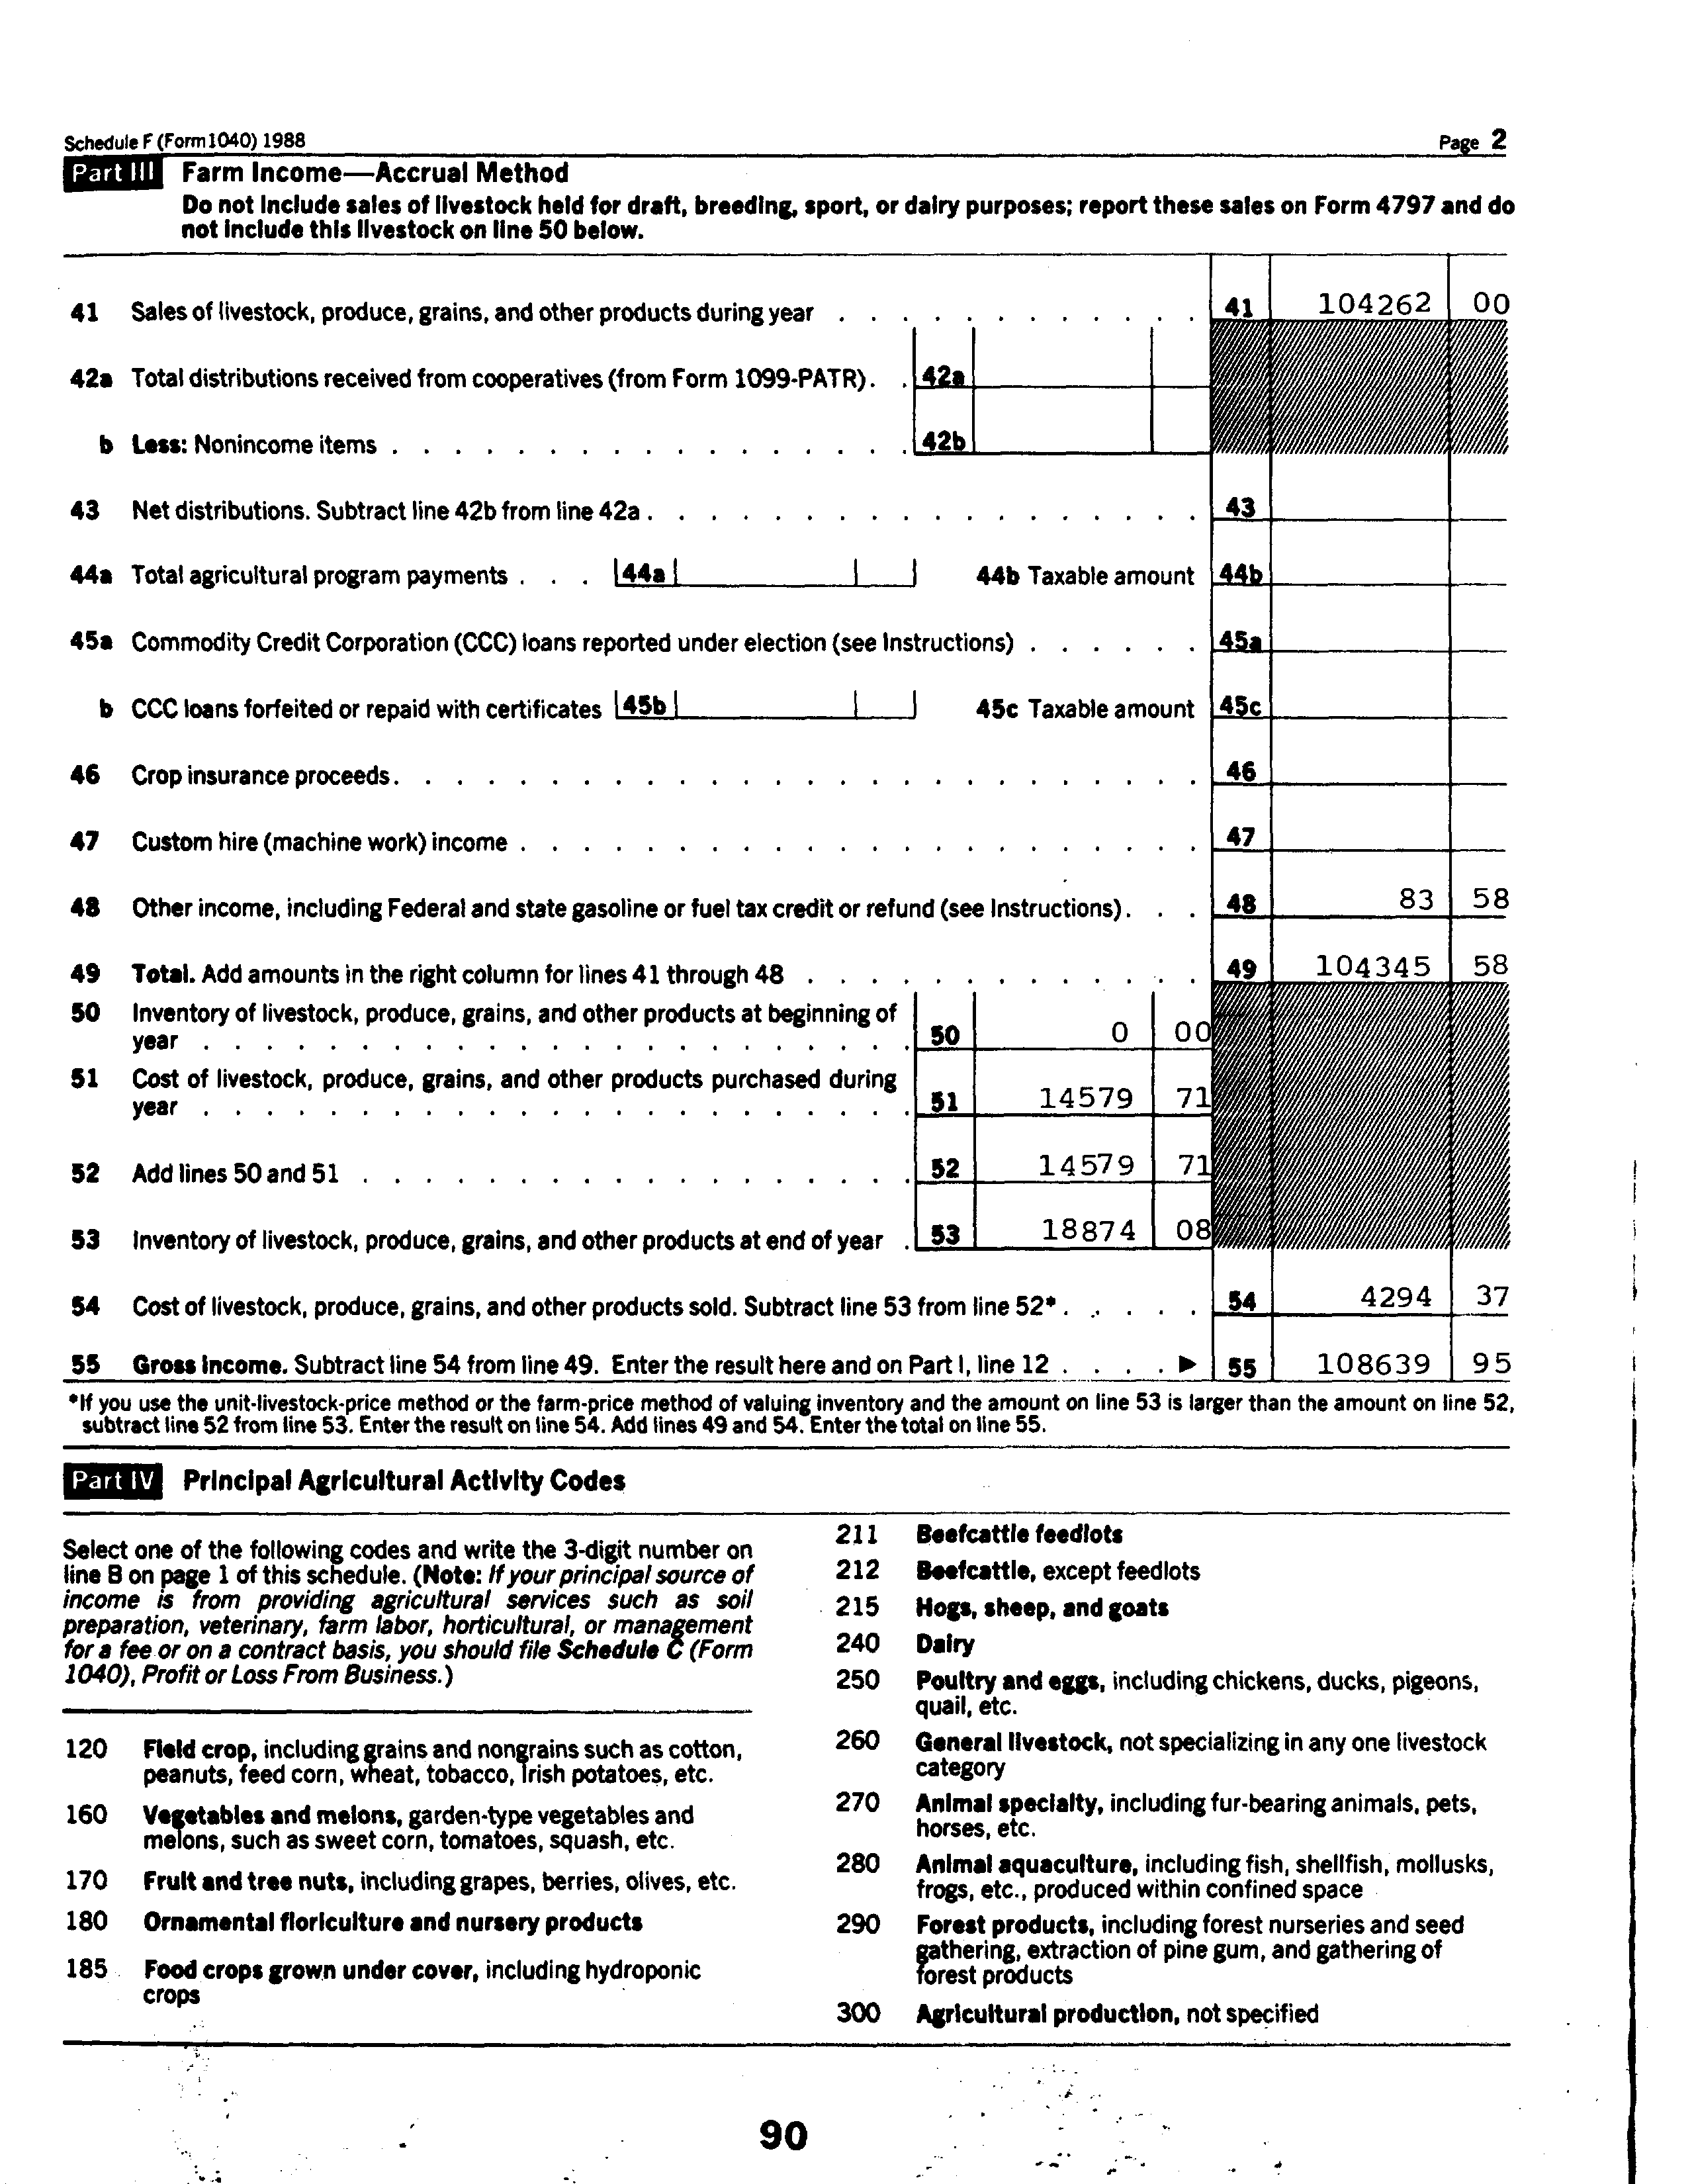 Schedule F (Form 1040) 1988 Page 2
Part III Farm Income—Accrual Method
Do not include sales of livestock held for draft, breeding, sport, or dairy purposes; report these sales on Form 4797 and do
not include this livestock on line 50 below.
41 Sales of livestock, produce, grains, and other products during year . . . . . . . . . . . . 41 104262 00
42a Total distributions received from cooperatives (from Form 1099-PATR) . . 42a
b Less: Nonincome items . . . . . . . . . . . . . . . . . 42b
43 Net distributions. Subtract line 42b from line 42a . . . . . . . . . . . . . . . . . . 43
44a Total agricultural program payments . . . 44a 44b Taxable amount 44b
45a Commodity Credit Corporation (CCC) loans reported under election (see Instructions) . . . . . . 45a
b CCC loans forfeited or repaid with certificates 45b 45c Taxable amount 45c
46 Crop insurance proceeds . . . . . . . . . . . . . . . . . . . . . . . . . . 46
47 Custom hire (machine work) income . . . . . . . . . . . . . . . . . . . . . . 47
48 Other income, including Federal and state gasoline or fuel tax credit or refund (see Instructions) . . . 48 83 58
49 Total. Add amounts in the right column for lines 41 through 48 . . . . . . . . . . . . . 49 104345 58
50 Inventory of livestock, produce, grains, and other products at beginning of
year . . . . . . . . . . . . . . . . . . . . . . . 50 0 00
51 Cost of livestock, produce, grains, and other products purchased during
year . . . . . . . . . . . . . . . . . . . . . . . 51 14579 71
52 Add lines 50 and 51 . . . . . . . . . . . . . . . . . . 52 14579 71
53 Inventory of livestock, produce, grains, and other products at end of year . 53 18874 08
54 Cost of livestock, produce, grains, and other products sold. Subtract line 53 from line 52* . . . . . 54 4294 37
55 Gross income. Subtract line 54 from line 49. Enter the result here and on Part I, line 12 . . . . ▶ 55 108639 95
*If you use the unit-livestock-price method or the farm-price method of valuing inventory and the amount on line 53 is larger than the amount on line 52,
subtract line 52 from line 53. Enter the result on line 54. Add lines 49 and 54. Enter the total on line 55.
Part IV Principal Agricultural Activity Codes
Select one of the following codes and write the 3-digit number on
line B on page 1 of this schedule. (Note: If your principal source of
income is from providing agricultural services such as soil
preparation, veterinary, farm labor, horticultural, or management
for a fee or on a contract basis, you should file Schedule C (Form
1040), Profit or Loss From Business.)
120 Field crop, including grains and nongrains such as cotton,
peanuts, feed corn, wheat, tobacco, Irish potatoes, etc.
160 Vegetables and melons, garden-type vegetables and
melons, such as sweet corn, tomatoes, squash, etc.
170 Fruit and tree nuts, including grapes, berries, olives, etc.
180 Ornamental floriculture and nursery products
185 Food crops grown under cover, including hydroponic
crops
211 Beefcattle feedlots
212 Beefcattle, except feedlots
215 Hogs, sheep, and goats
240 Dairy
250 Poultry and eggs, including chickens, ducks, pigeons,
quail, etc.
260 General livestock, not specializing in any one livestock
category
270 Animal specialty, including fur-bearing animals, pets,
horses, etc.
280 Animal aquaculture, including fish, shellfish, mollusks,
frogs, etc., produced within confined space
290 Forest products, including forest nurseries and seed
gathering, extraction of pine gum, and gathering of
forest products
300 Agricultural production, not specified
90